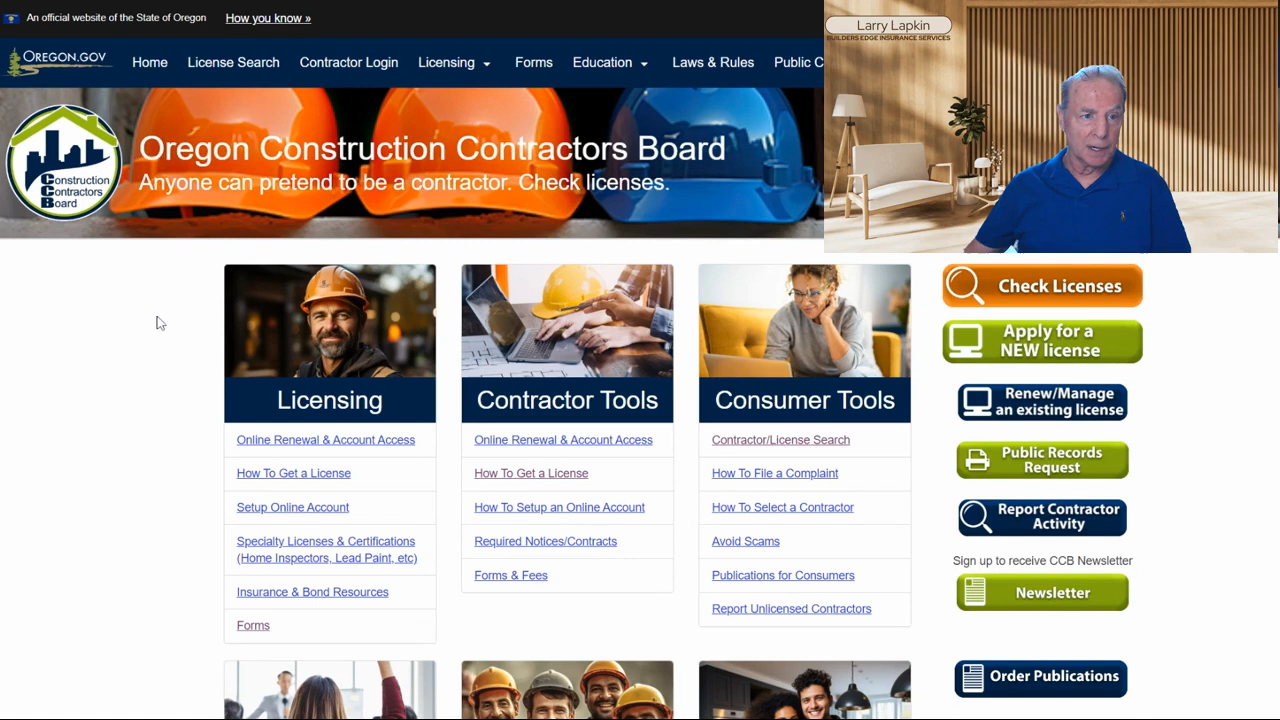 An official website of the State of Oregon How you know »
OREGON.GOV
Home License Search Contractor Login Licensing Forms Education Laws & Rules Public C
Larry Lapkin
BUILDERS EDGE INSURANCE SERVICES
Construction
Contractors
Board
Oregon Construction Contractors Board
Anyone can pretend to be a contractor. Check licenses.
Licensing
Online Renewal & Account Access
How To Get a License
Setup Online Account
Specialty Licenses & Certifications
(Home Inspectors, Lead Paint, etc)
Insurance & Bond Resources
Forms
Contractor Tools
Online Renewal & Account Access
How To Get a License
How To Setup an Online Account
Required Notices/Contracts
Forms & Fees
Consumer Tools
Contractor/License Search
How To File a Complaint
How To Select a Contractor
Avoid Scams
Publications for Consumers
Report Unlicensed Contractors
Check Licenses
Apply for a
NEW license
Renew/Manage
an existing license
Public Records
Request
Report Contractor
Activity
Sign up to receive CCB Newsletter
Newsletter
Order Publications